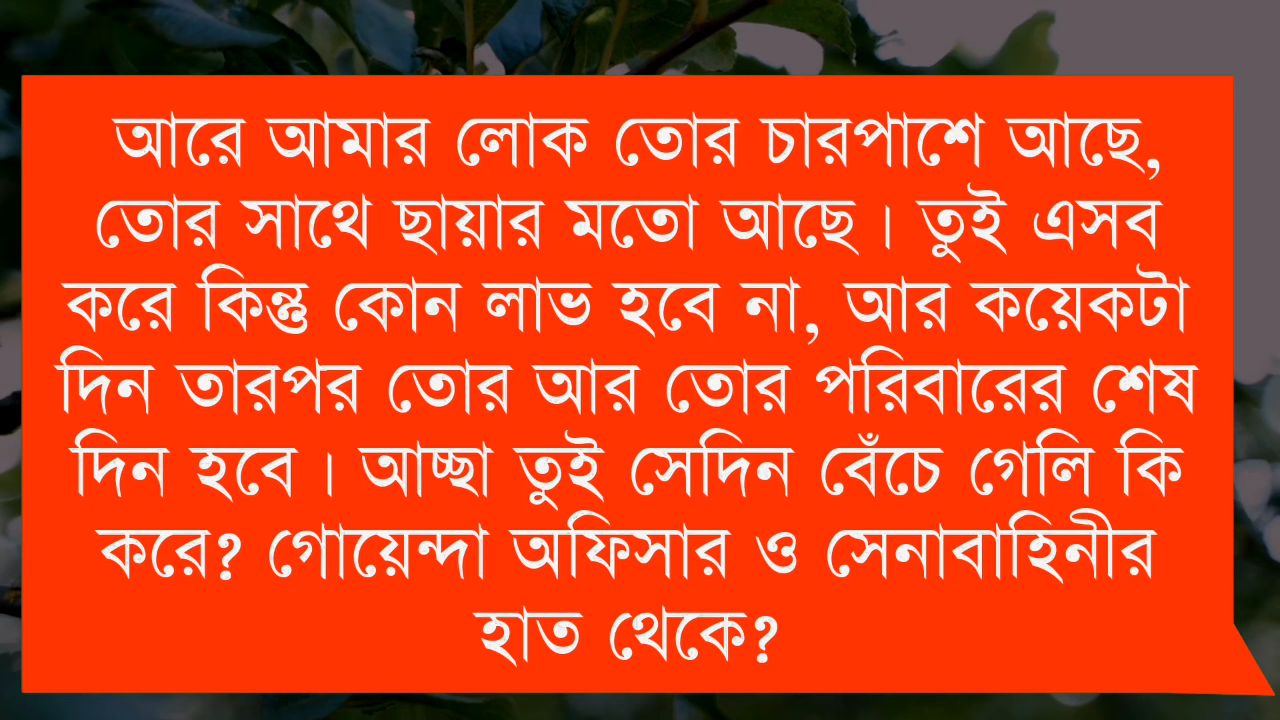 আরে আমার লোক তোর চারপাশে আছে,
তোর সাথে ছায়ার মতো আছে। তুই এসব
করে কিন্তু কোন লাভ হবে না, আর কয়েকটা
দিন তারপর তোর আর তোর পরিবারের শেষ
দিন হবে। আচ্ছা তুই সেদিন বেঁচে গেলি কি
করে? গোয়েন্দা অফিসার ও সেনাবাহিনীর
হাত থেকে?